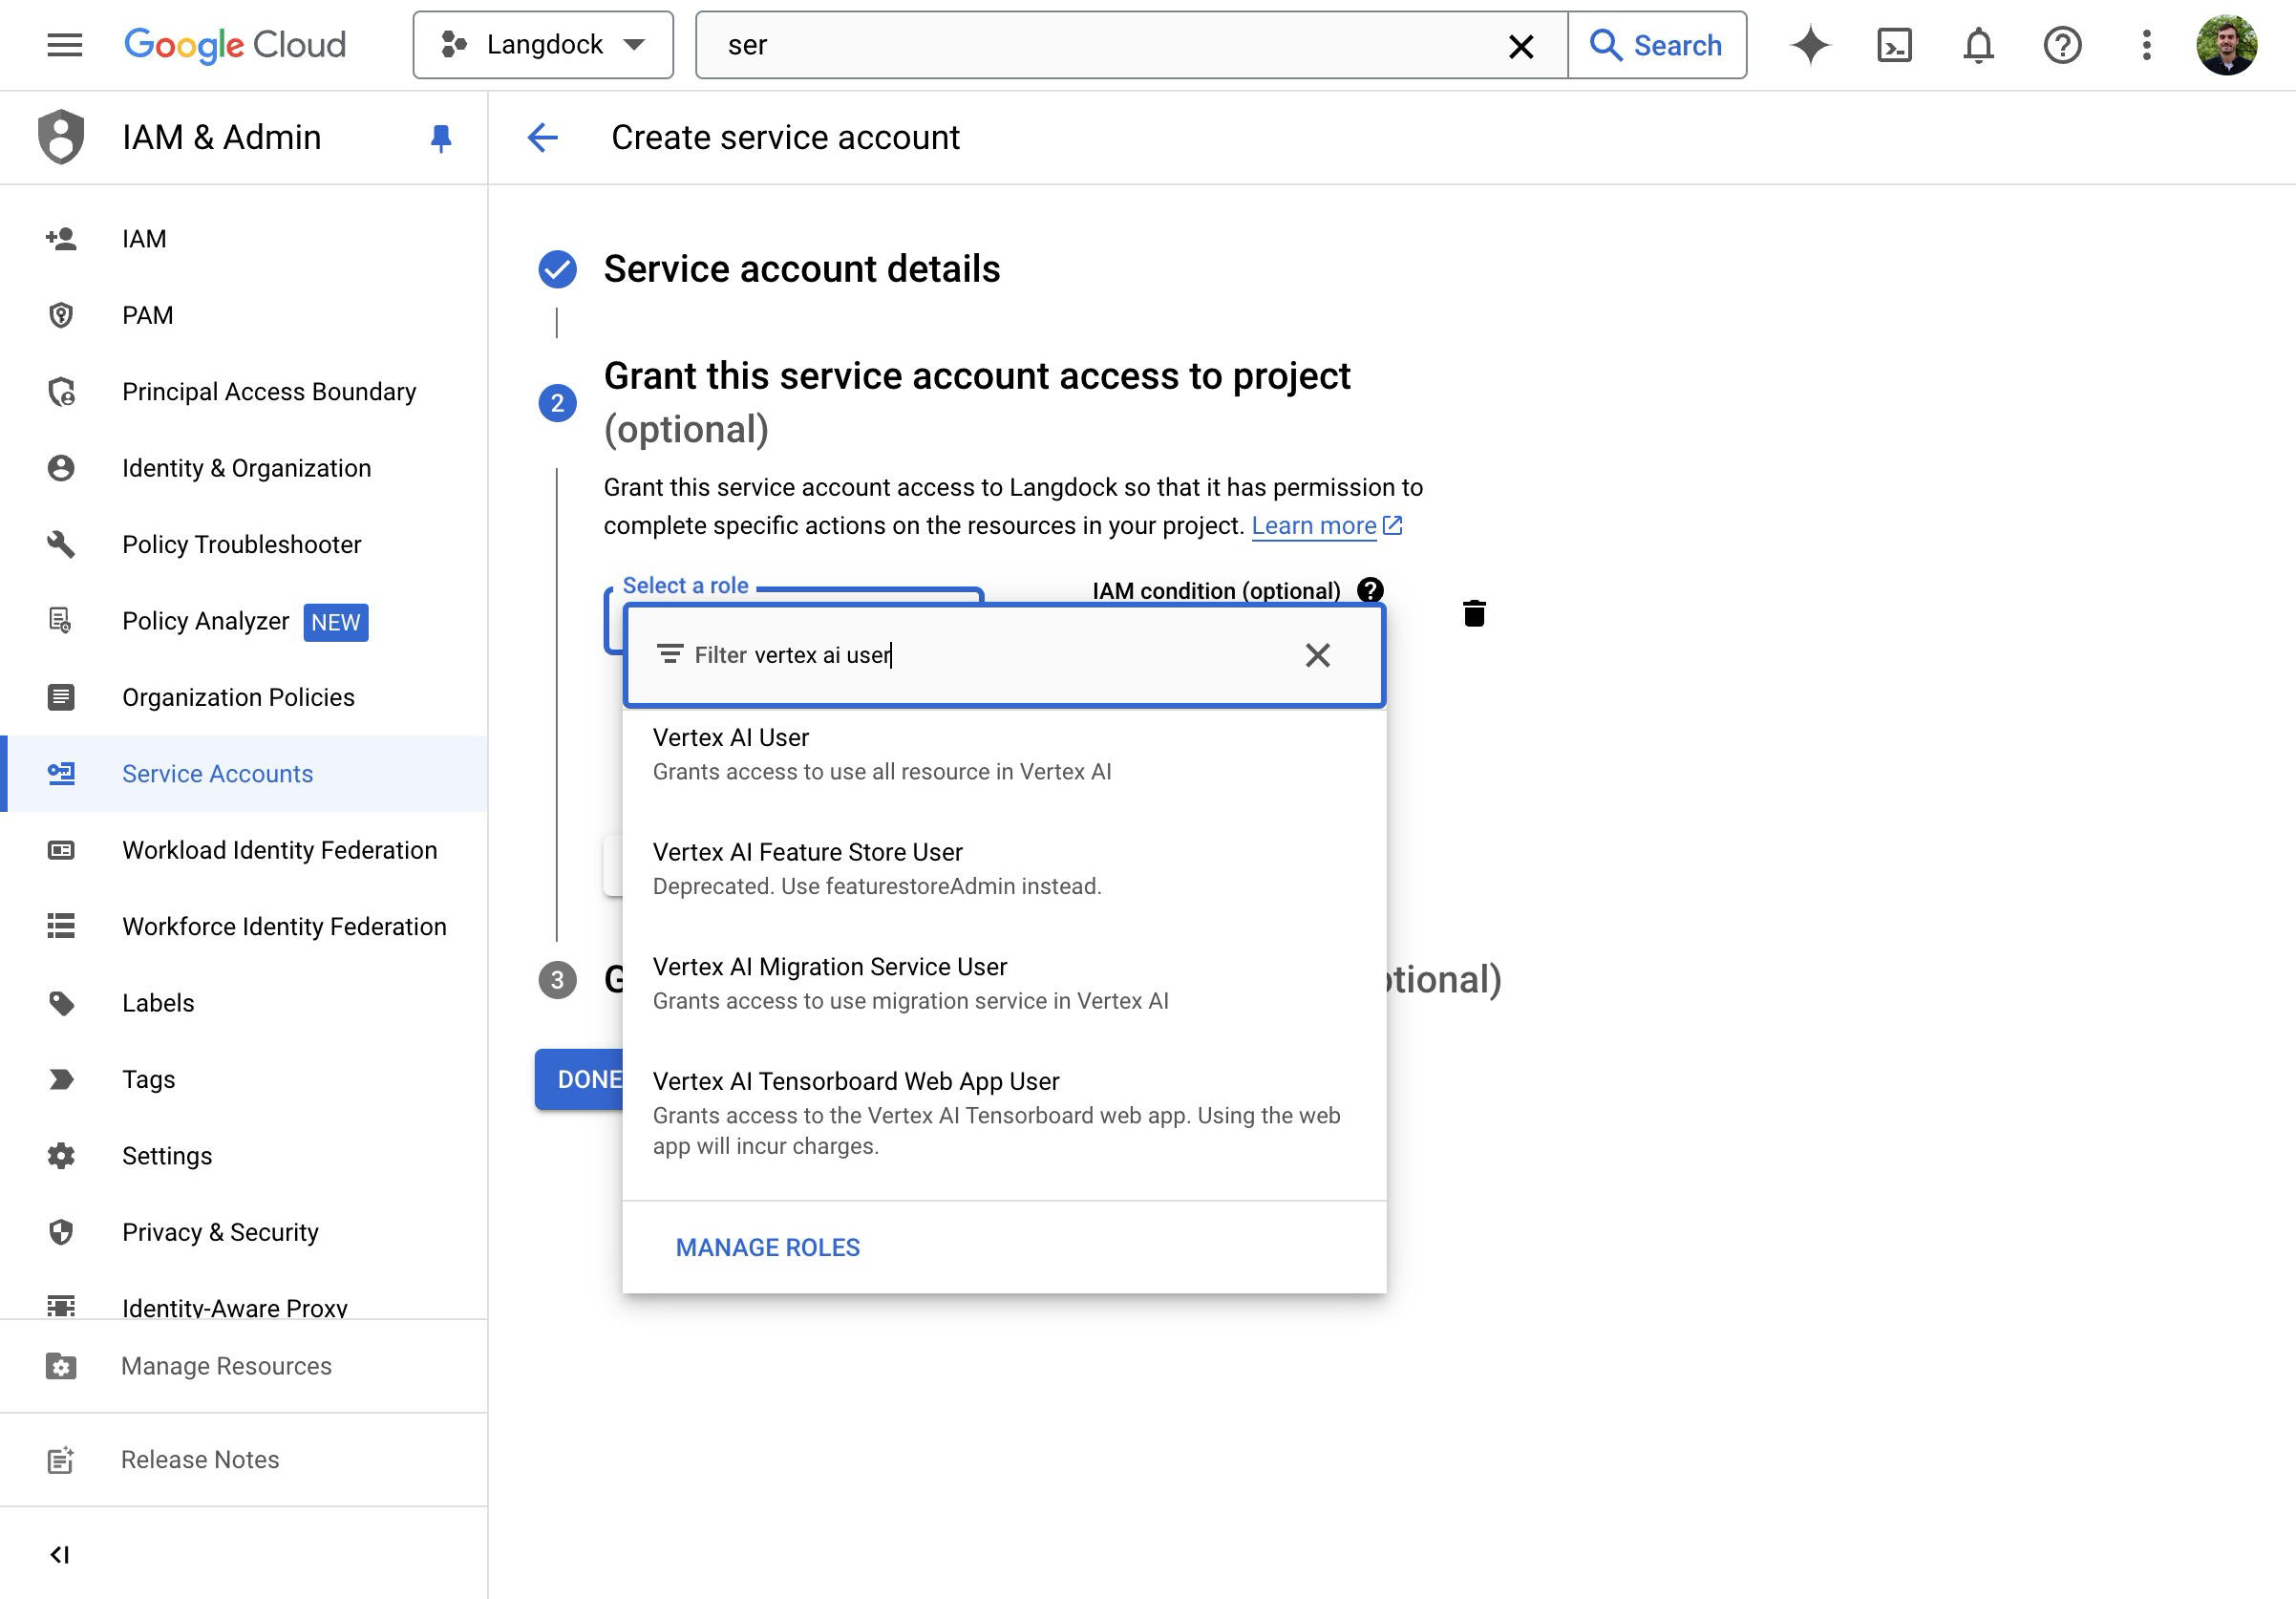 Google Cloud
Langdock
ser
Search
IAM & Admin
Create service account
IAM
PAM
Principal Access Boundary
Identity & Organization
Policy Troubleshooter
Policy Analyzer NEW
Organization Policies
Service Accounts
Workload Identity Federation
Workforce Identity Federation
Labels
Tags
Settings
Privacy & Security
Identity-Aware Proxy
Manage Resources
Release Notes
Service account details
2
Grant this service account access to project
(optional)
Grant this service account access to Langdock so that it has permission to
complete specific actions on the resources in your project. Learn more
Select a role
IAM condition (optional)
Filter vertex ai user
Vertex AI User
Grants access to use all resource in Vertex AI
Vertex AI Feature Store User
Deprecated. Use featurestoreAdmin instead.
Vertex AI Migration Service User
Grants access to use migration service in Vertex AI
Vertex AI Tensorboard Web App User
Grants access to the Vertex AI Tensorboard web app. Using the web
app will incur charges.
MANAGE ROLES
3
DONE